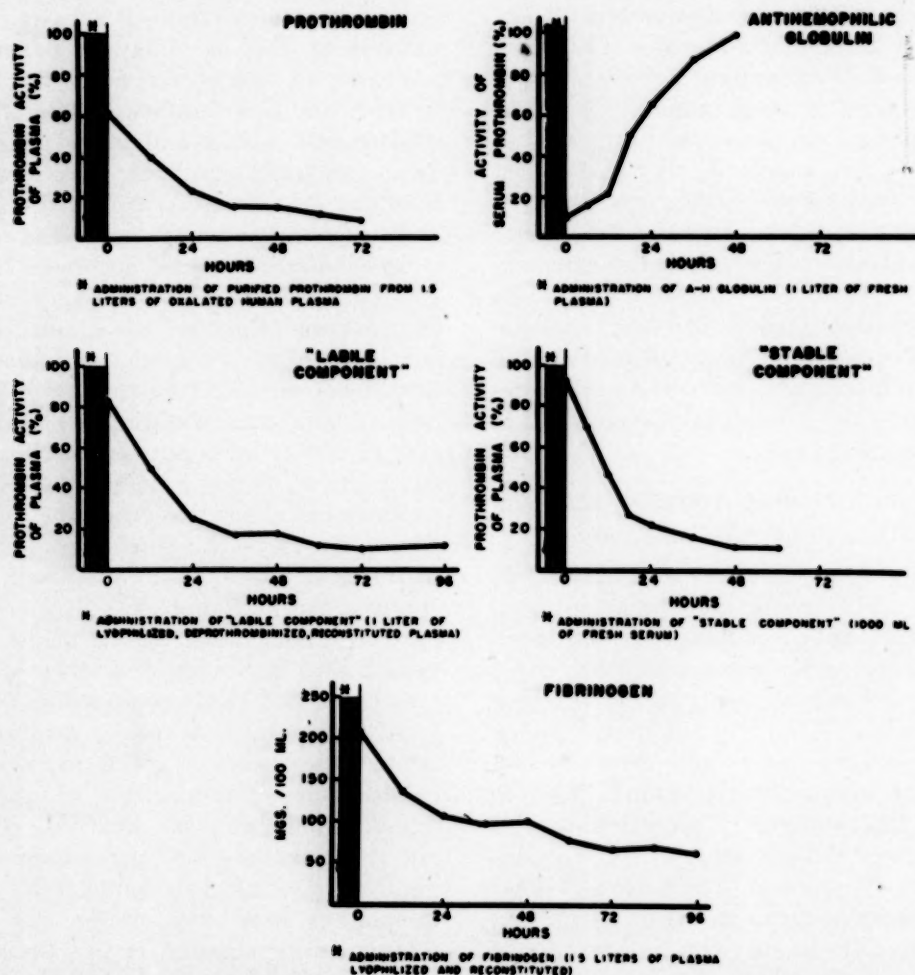 PROTHROMBIN
*
PROTHROMBIN ACTIVITY
OF PLASMA (%)
100
80
60
40
20
0 24 48 72
HOURS
* ADMINISTRATION OF PURIFIED PROTHROMBIN FROM 1.5
LITERS OF OXALATED HUMAN PLASMA
ANTIHEMOPHILIC
GLOBULIN
*
ACTIVITY OF
SERUM PROTHROMBIN (%)
100
80
60
40
20
0 24 48 72
HOURS
* ADMINISTRATION OF A-H GLOBULIN (1 LITER OF FRESH
PLASMA)
"LABILE
COMPONENT"
*
PROTHROMBIN ACTIVITY
OF PLASMA (%)
100
80
60
40
20
0 24 48 72 96
HOURS
* ADMINISTRATION OF "LABILE COMPONENT" (1 LITER OF
LYOPHILIZED, DEPROTHROMBINIZED, RECONSTITUTED PLASMA)
"STABLE
COMPONENT"
*
PROTHROMBIN ACTIVITY
OF PLASMA (%)
100
80
60
40
20
0 24 48 72
HOURS
* ADMINISTRATION OF "STABLE COMPONENT" (1000 ML
OF FRESH SERUM)
FIBRINOGEN
*
MGS. /100 ML.
250
200
150
100
50
0 24 48 72 96
HOURS
* ADMINISTRATION OF FIBRINOGEN (1.5 LITERS OF PLASMA
LYOPHILIZED AND RECONSTITUTED)